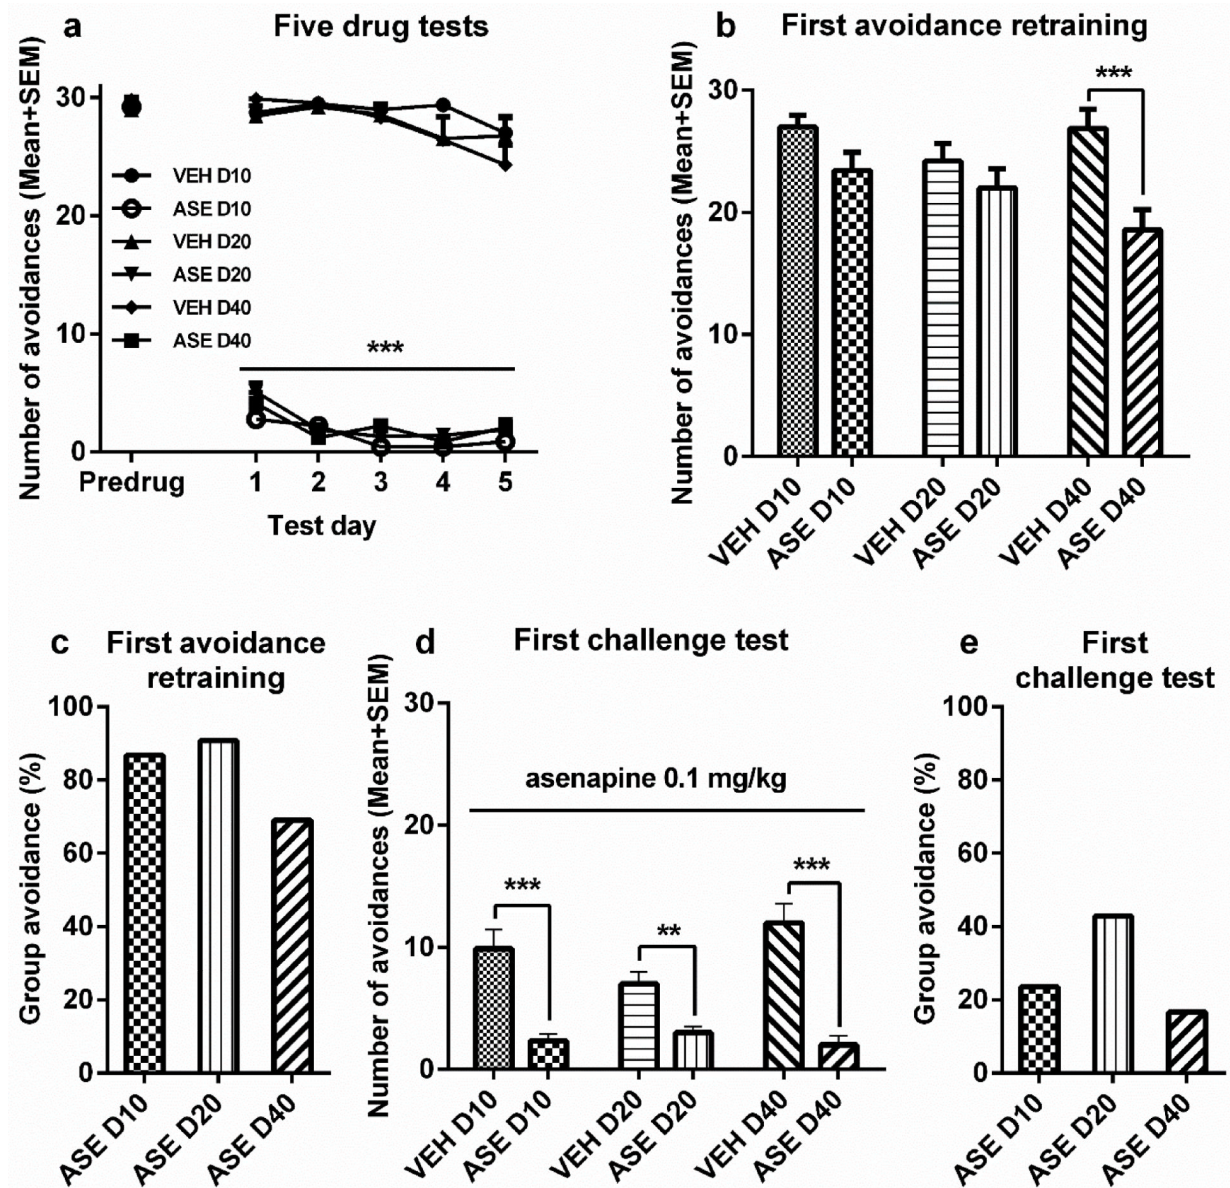 a
Five drug tests
Number of avoidances (Mean+SEM)
30
20
10
0
VEH D10
ASE D10
VEH D20
ASE D20
VEH D40
ASE D40
***
Predrug 1 2 3 4 5
Test day
b
First avoidance retraining
Number of avoidances (Mean+SEM)
30
20
10
0
***
VEH D10
ASE D10
VEH D20
ASE D20
VEH D40
ASE D40
c
First avoidance
retraining
Group avoidance (%)
100
80
60
40
20
0
ASE D10
ASE D20
ASE D40
d
First challenge test
Number of avoidances (Mean+SEM)
30
20
10
0
asenapine 0.1 mg/kg
***
**
***
VEH D10
ASE D10
VEH D20
ASE D20
VEH D40
ASE D40
e
First
challenge test
Group avoidance (%)
100
80
60
40
20
0
ASE D10
ASE D20
ASE D40